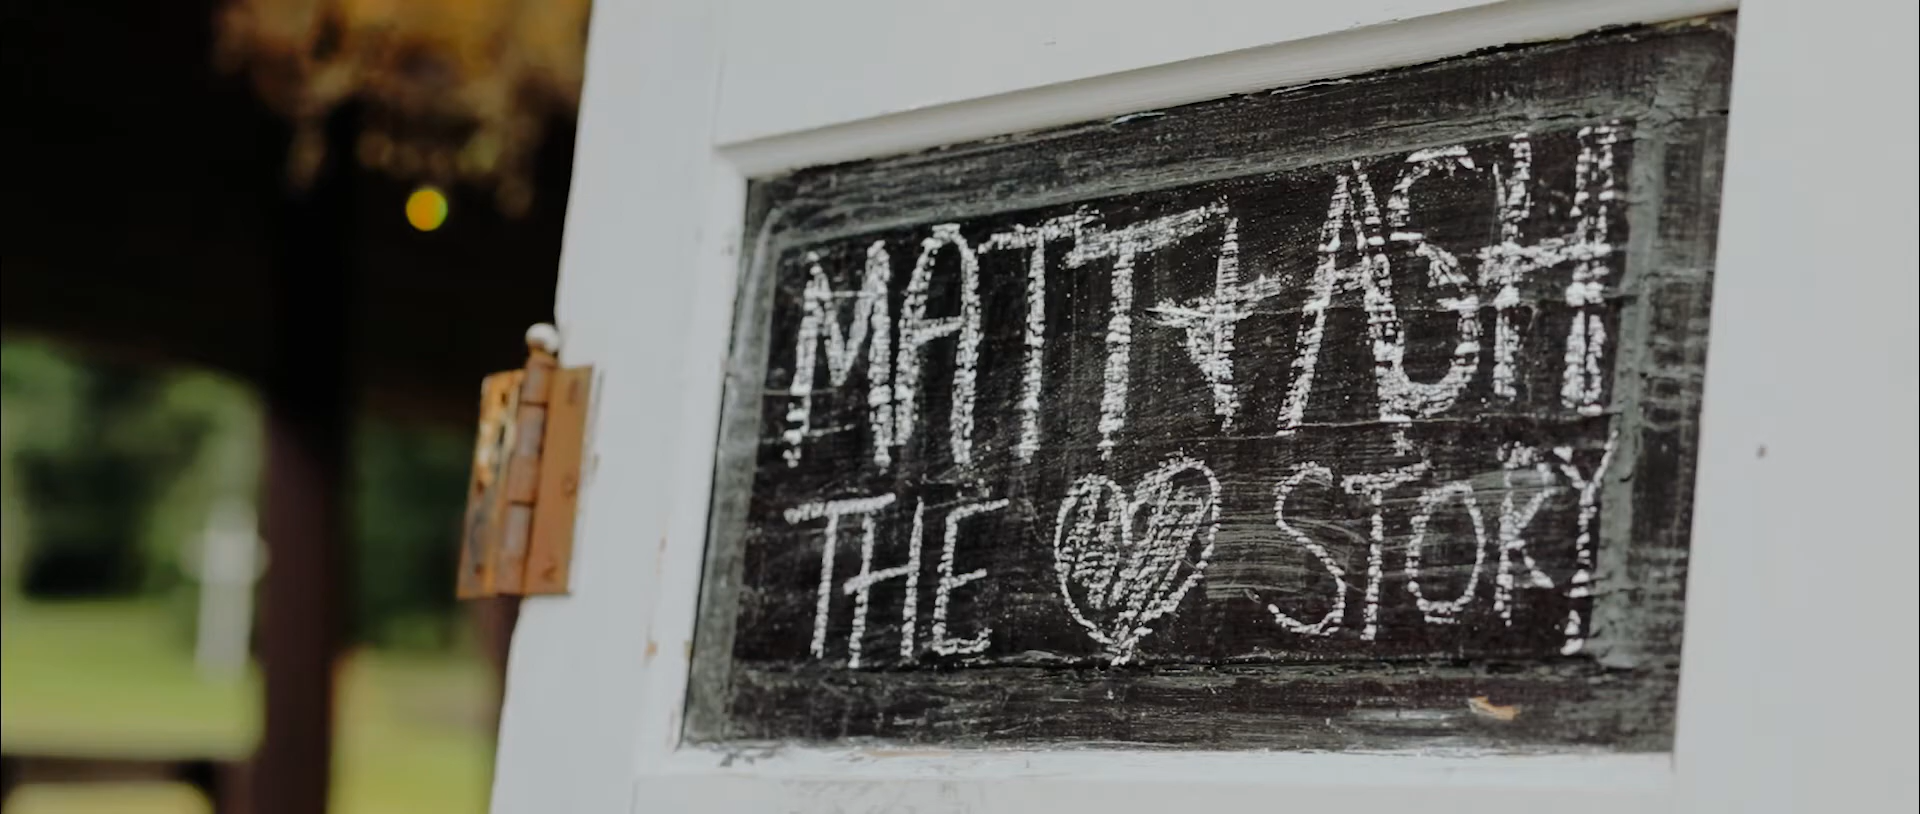 MATT + ASH
THE ♥ STORY